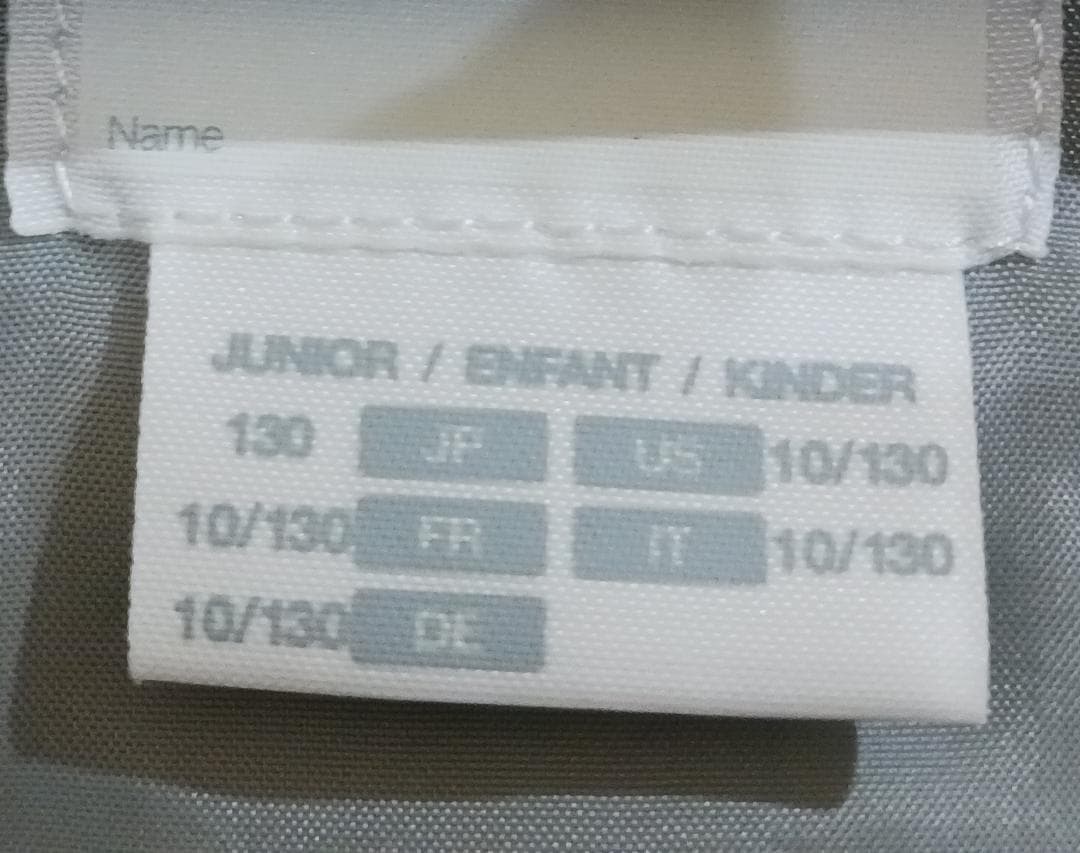 Name
JUNIOR / ENFANT / KINDER
130 JP US 10/130
10/130 FR IT 10/130
10/130 DE